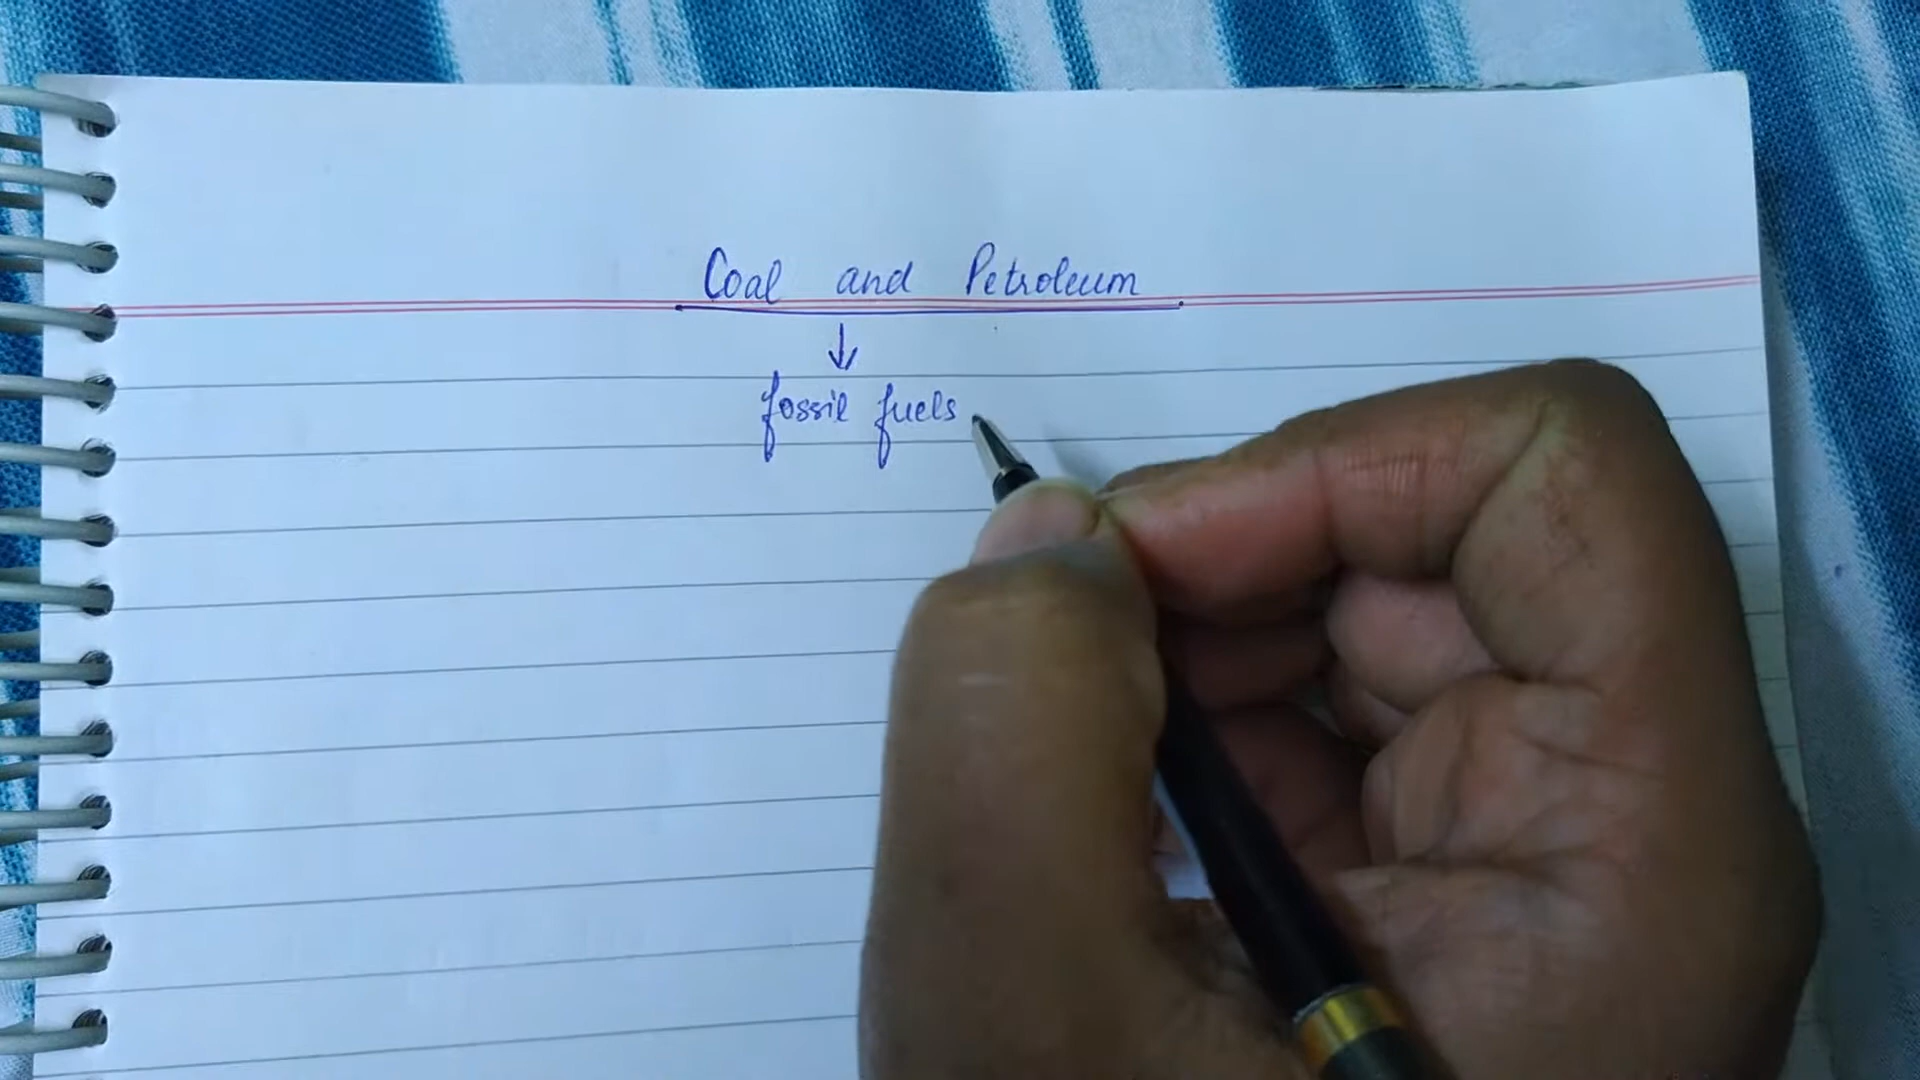 Coal and Petroleum
↓
fossil fuels